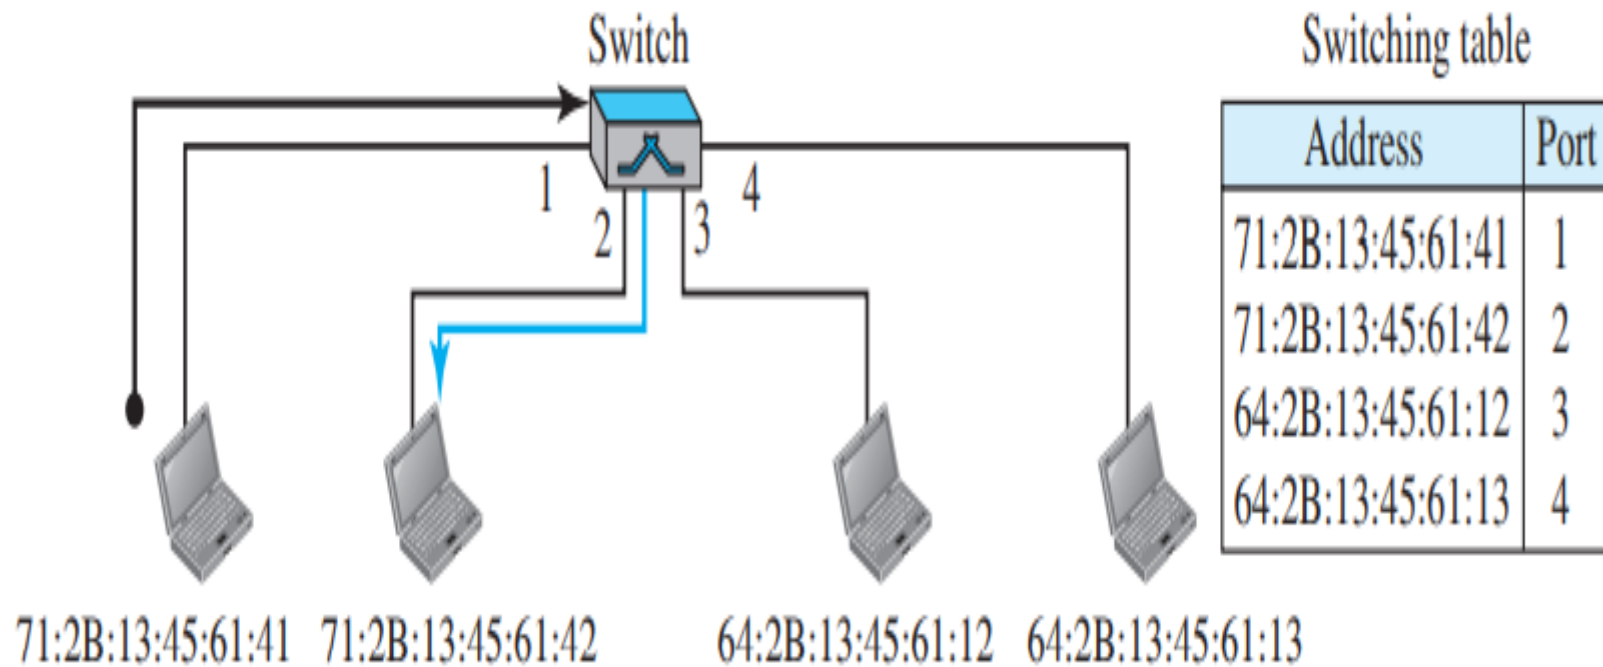 Switch
Switching table
1
2
3
4
Address Port
71:2B:13:45:61:41 1
71:2B:13:45:61:42 2
64:2B:13:45:61:12 3
64:2B:13:45:61:13 4
71:2B:13:45:61:41 71:2B:13:45:61:42 64:2B:13:45:61:12 64:2B:13:45:61:13